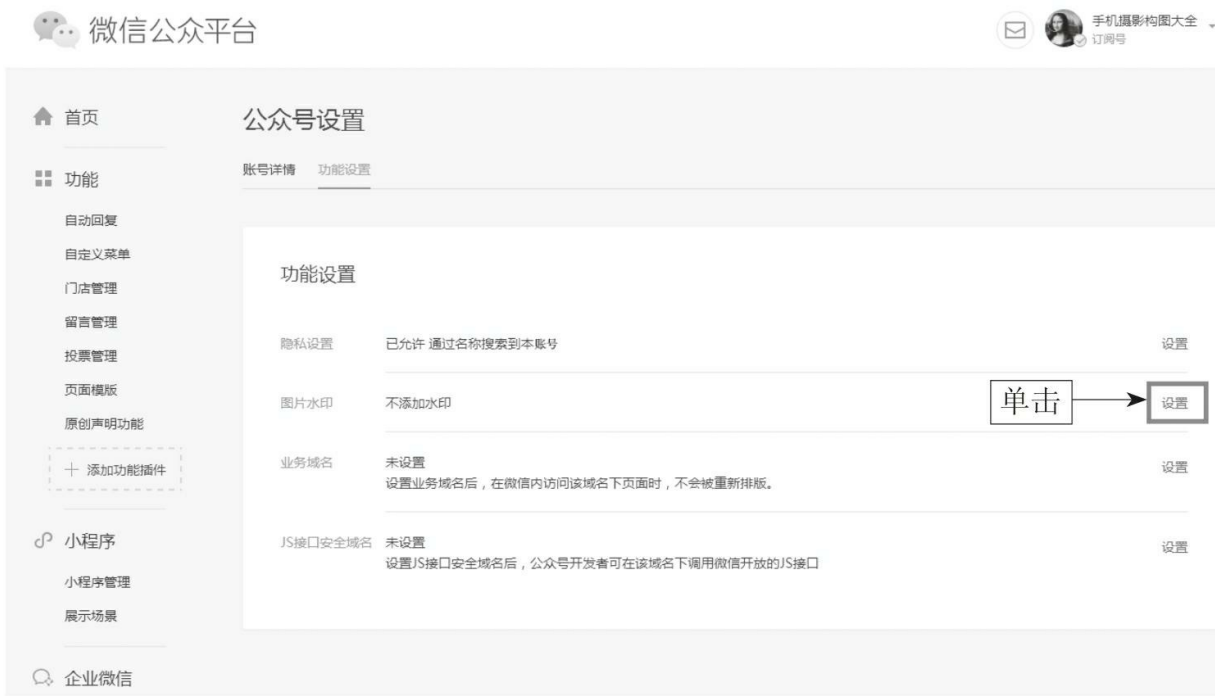 微信公众平台
手机摄影构图大全
订阅号
首页
公众号设置
账号详情 功能设置
功能
自动回复
自定义菜单
门店管理
留言管理
投票管理
页面模版
原创声明功能
添加功能插件
小程序
小程序管理
展示场景
企业微信
功能设置
隐私设置 已允许 通过名称搜索到本账号 设置
图片水印 不添加水印 单击 设置
业务域名 未设置 设置
设置业务域名后，在微信内访问该域名下页面时，不会被重新排版。
JS接口安全域名 未设置 设置
设置JS接口安全域名后，公众号开发者可在该域名下调用微信开放的JS接口